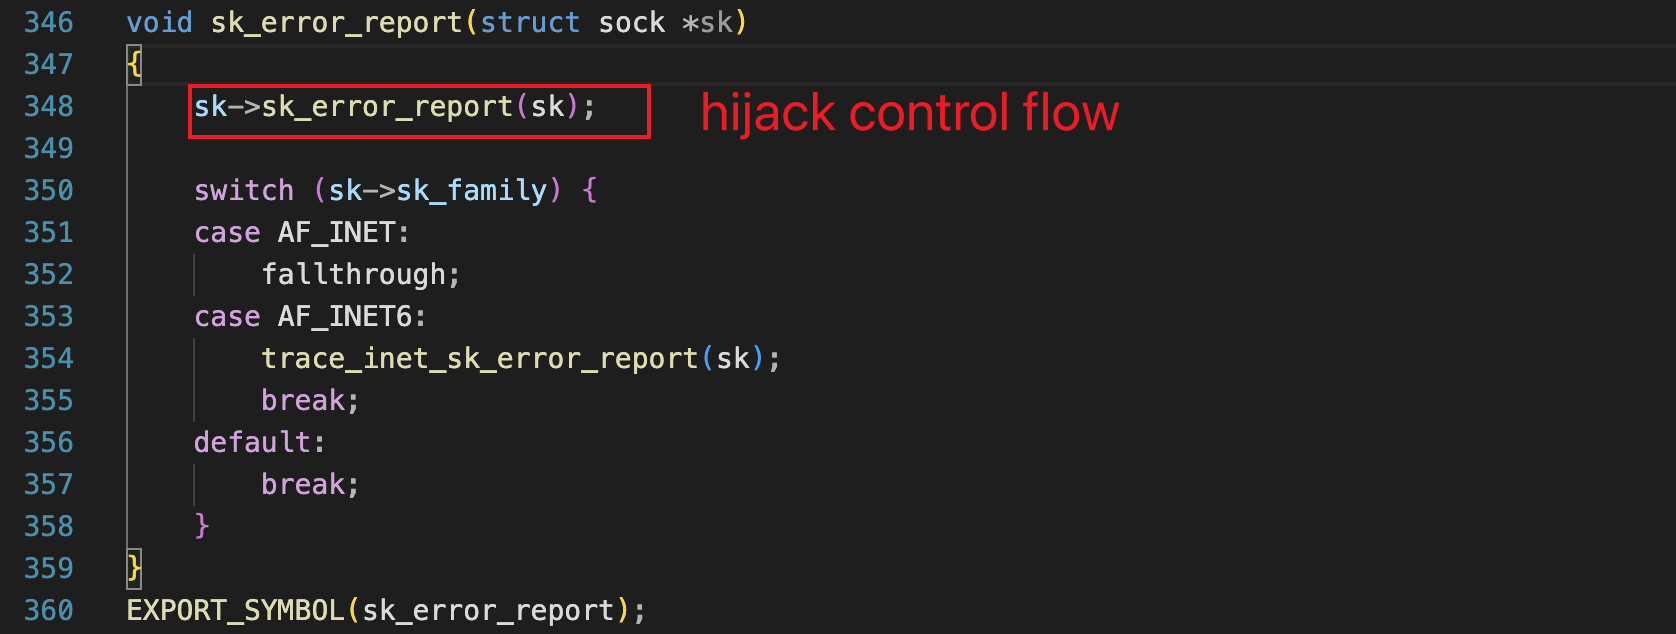 346 void sk_error_report(struct sock *sk)
347 {
348 sk->sk_error_report(sk); hijack control flow
349
350 switch (sk->sk_family) {
351 case AF_INET:
352 fallthrough;
353 case AF_INET6:
354 trace_inet_sk_error_report(sk);
355 break;
356 default:
357 break;
358 }
359 }
360 EXPORT_SYMBOL(sk_error_report);